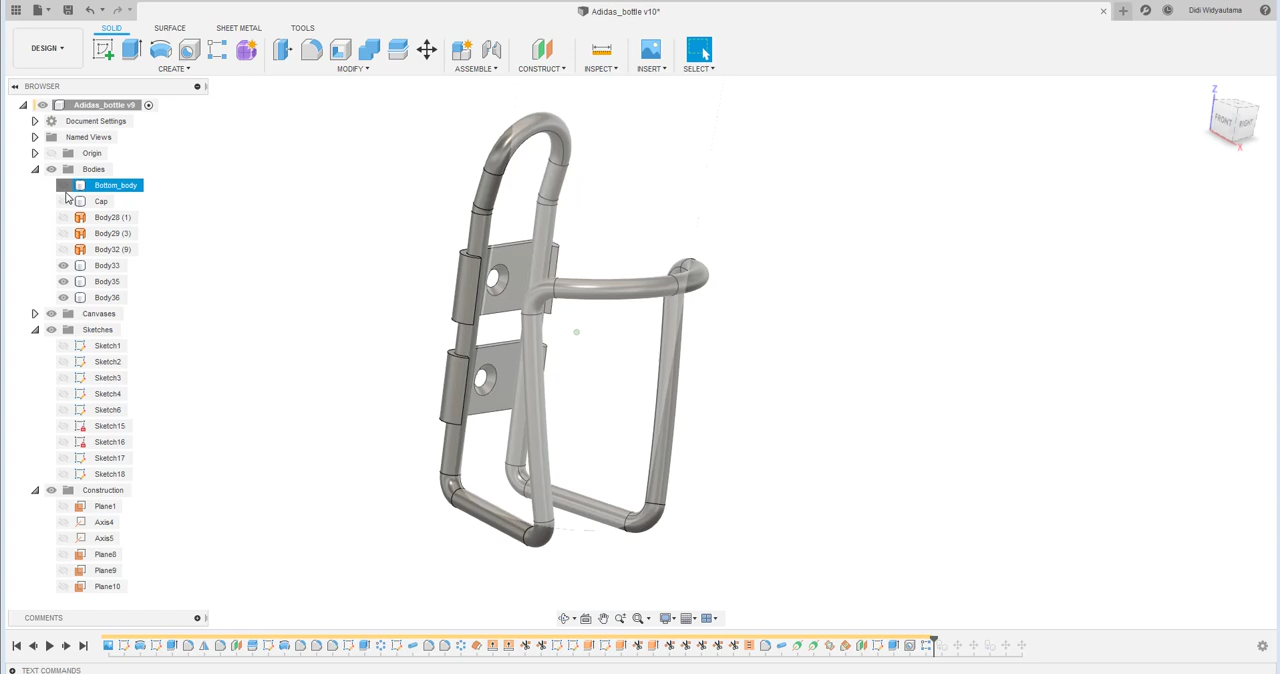 Adidas_bottle v10*
Didi Widyautama
SOLID SURFACE SHEET METAL TOOLS
DESIGN
CREATE MODIFY ASSEMBLE CONSTRUCT INSPECT INSERT SELECT
BROWSER
Adidas_bottle v9
Document Settings
Named Views
Origin
Bodies
Bottom_body
Cap
Body28 (1)
Body29 (3)
Body32 (9)
Body33
Body35
Body36
Canvases
Sketches
Sketch1
Sketch2
Sketch3
Sketch4
Sketch6
Sketch15
Sketch16
Sketch17
Sketch18
Construction
Plane1
Axis4
Axis5
Plane8
Plane9
Plane10
Z
FRONT RIGHT
X
COMMENTS
TEXT COMMANDS